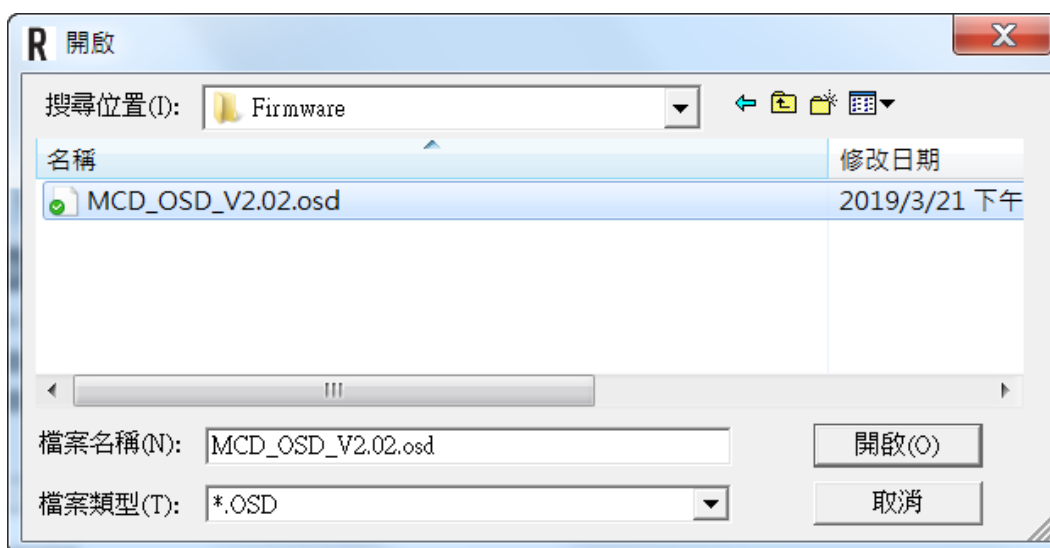 R 開啟
搜尋位置(I): Firmware
名稱 修改日期
MCD_OSD_V2.02.osd 2019/3/21 下午
檔案名稱(N): MCD_OSD_V2.02.osd 開啟(O)
檔案類型(T): *.OSD 取消